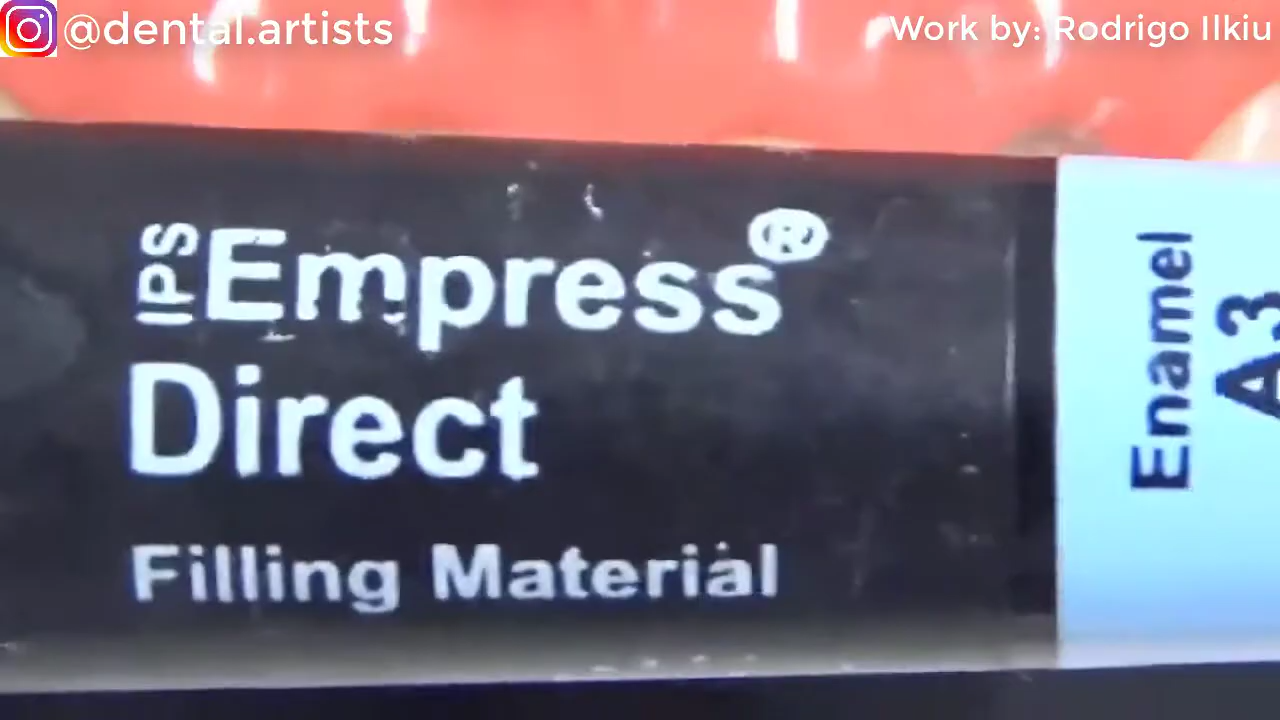 @dental.artists
Work by: Rodrigo Ilkiu
IPS Empress®
Direct
Filling Material
Enamel
A3